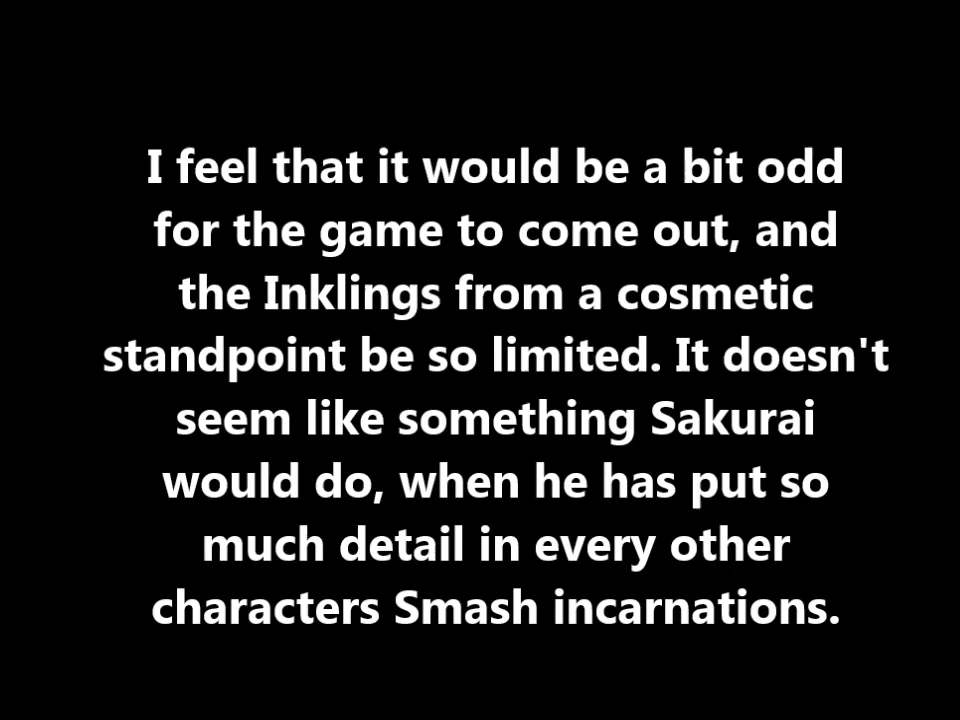 I feel that it would be a bit odd
for the game to come out, and
the Inklings from a cosmetic
standpoint be so limited. It doesn't
seem like something Sakurai
would do, when he has put so
much detail in every other
characters Smash incarnations.